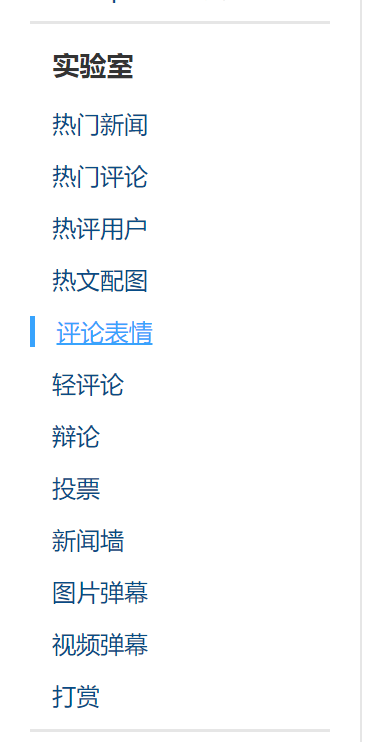 实验室
热门新闻
热门评论
热评用户
热文配图
评论表情
轻评论
辩论
投票
新闻墙
图片弹幕
视频弹幕
打赏